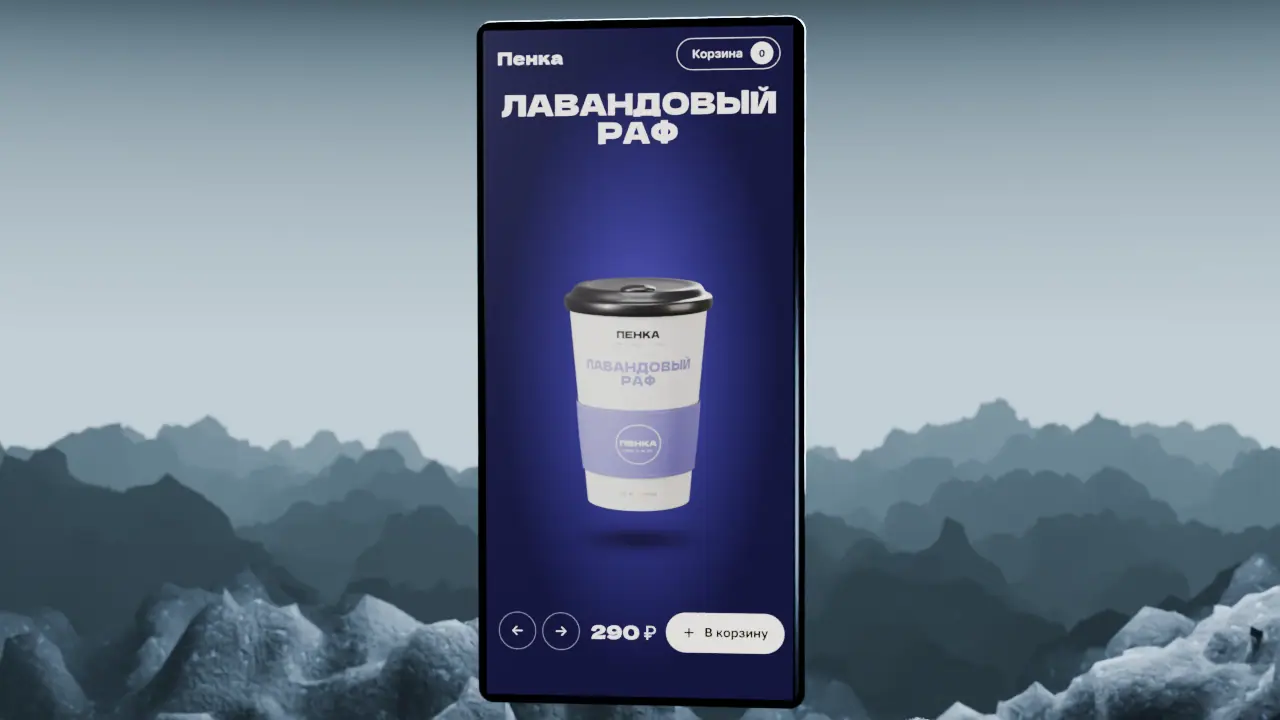 Пенка
Корзина 0
ЛАВАНДОВЫЙ
РАФ
ПЕНКА
ЛАВАНДОВЫЙ
РАФ
ПЕНКА
290 ₽
+ В корзину